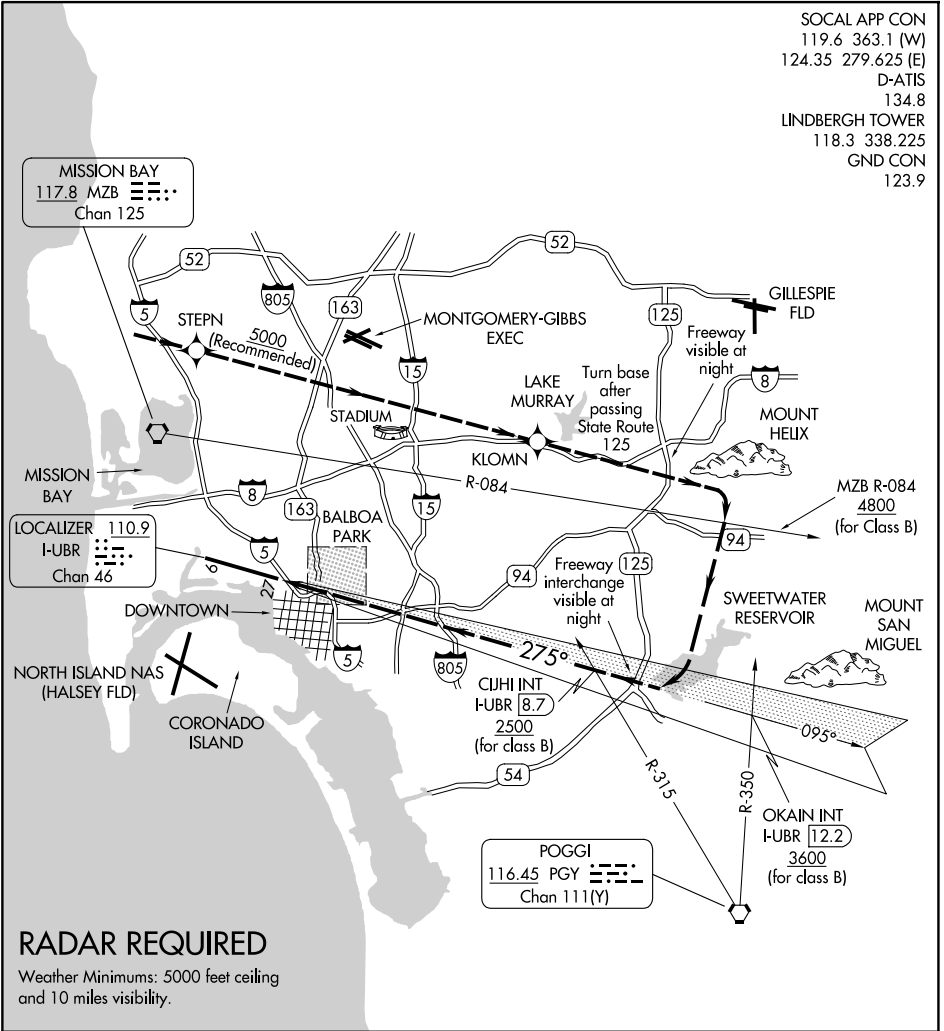 SOCAL APP CON
119.6 363.1 (W)
124.35 279.625 (E)
D-ATIS
134.8
LINDBERGH TOWER
118.3 338.225
GND CON
123.9
MISSION BAY
117.8 MZB
Chan 125
52
52
5
805
163
125
GILLESPIE
FLD
STEPN
5000
(Recommended)
MONTGOMERY-GIBBS
EXEC
15
Freeway
visible at
night
8
LAKE
MURRAY
Turn base
after
passing
State Route
125
STADIUM
MOUNT
HELIX
KLOMN
MISSION
BAY
R-084
MZB R-084
4800
(for Class B)
8
163
15
94
LOCALIZER 110.9
I-UBR
Chan 46
BALBOA
PARK
5
9
27
94
125
Freeway
interchange
visible at
night
DOWNTOWN
SWEETWATER
RESERVOIR
MOUNT
SAN
MIGUEL
NORTH ISLAND NAS
(HALSEY FLD)
5
805
275°
CORONADO
ISLAND
CIJHI INT
I-UBR 8.7
2500
(for class B)
095°
54
R-315
R-350
OKAIN INT
I-UBR 12.2
3600
(for class B)
POGGI
116.45 PGY
Chan 111(Y)
RADAR REQUIRED
Weather Minimums: 5000 feet ceiling
and 10 miles visibility.